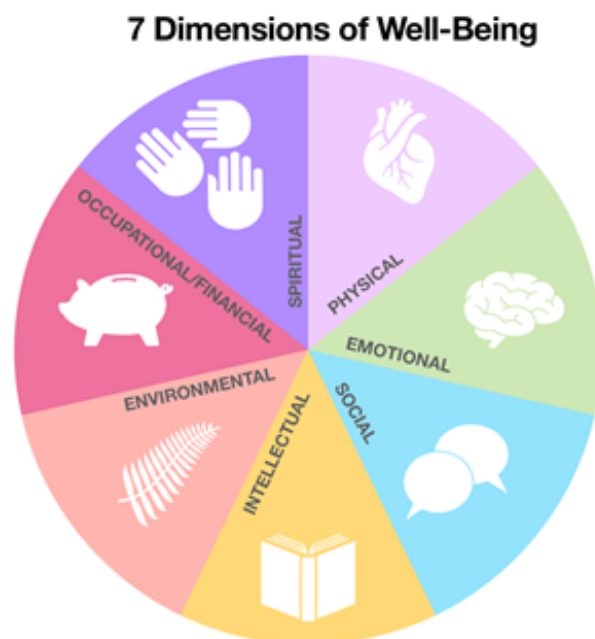 7 Dimensions of Well-Being
PHYSICAL
EMOTIONAL
SOCIAL
INTELLECTUAL
ENVIRONMENTAL
OCCUPATIONAL/FINANCIAL
SPIRITUAL